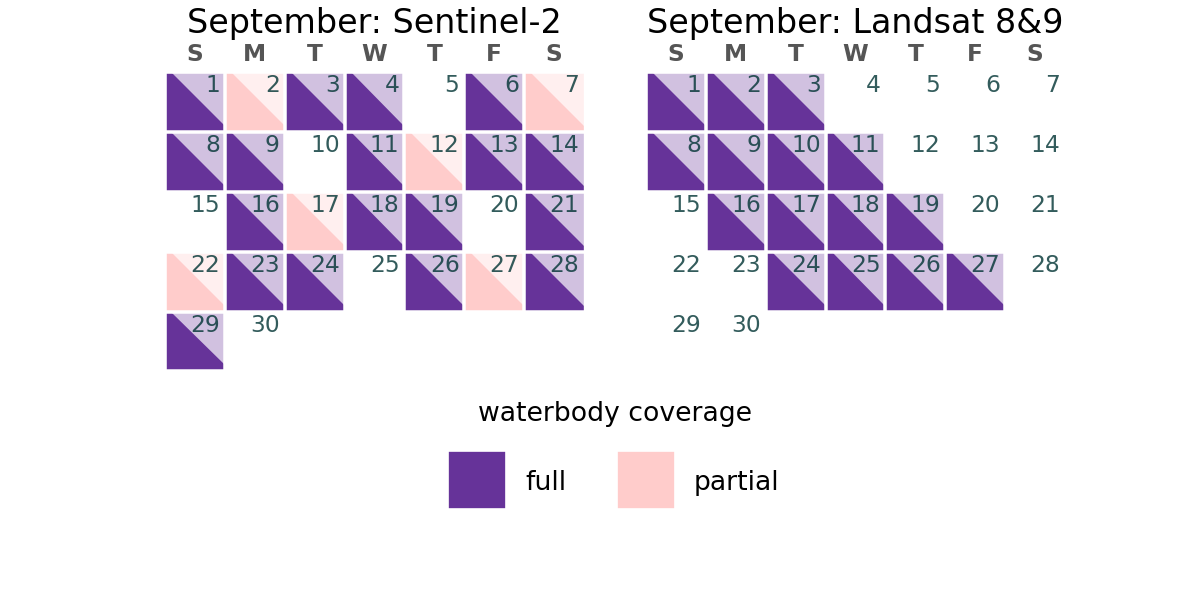 September: Sentinel-2
S M T W T F S
1 2 3 4 5 6 7
8 9 10 11 12 13 14
15 16 17 18 19 20 21
22 23 24 25 26 27 28
29 30
September: Landsat 8&9
S M T W T F S
1 2 3 4 5 6 7
8 9 10 11 12 13 14
15 16 17 18 19 20 21
22 23 24 25 26 27 28
29 30
waterbody coverage
full partial